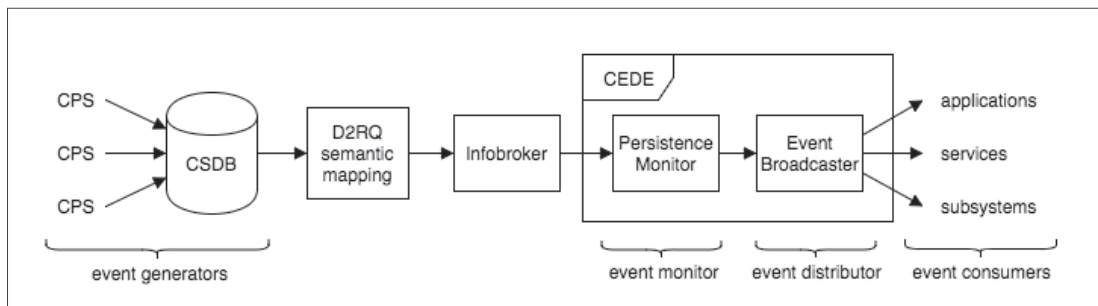 CEDE
CPS
applications
D2RQ
semantic
mapping
Persistence
Monitor
Event
Broadcaster
CPS
CSDB
Infobroker
services
CPS
subsystems
event generators
event monitor
event distributor
event consumers